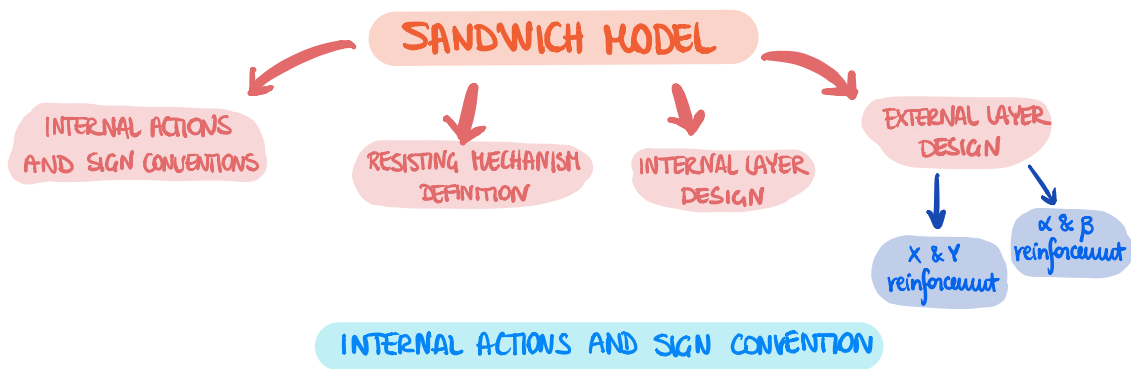 SANDWICH MODEL
INTERNAL ACTIONS
AND SIGN CONVENTIONS
RESISTING MECHANISM
DEFINITION
INTERNAL LAYER
DESIGN
EXTERNAL LAYER
DESIGN
X & Y
reinforcement
α & β
reinforcement
INTERNAL ACTIONS AND SIGN CONVENTION